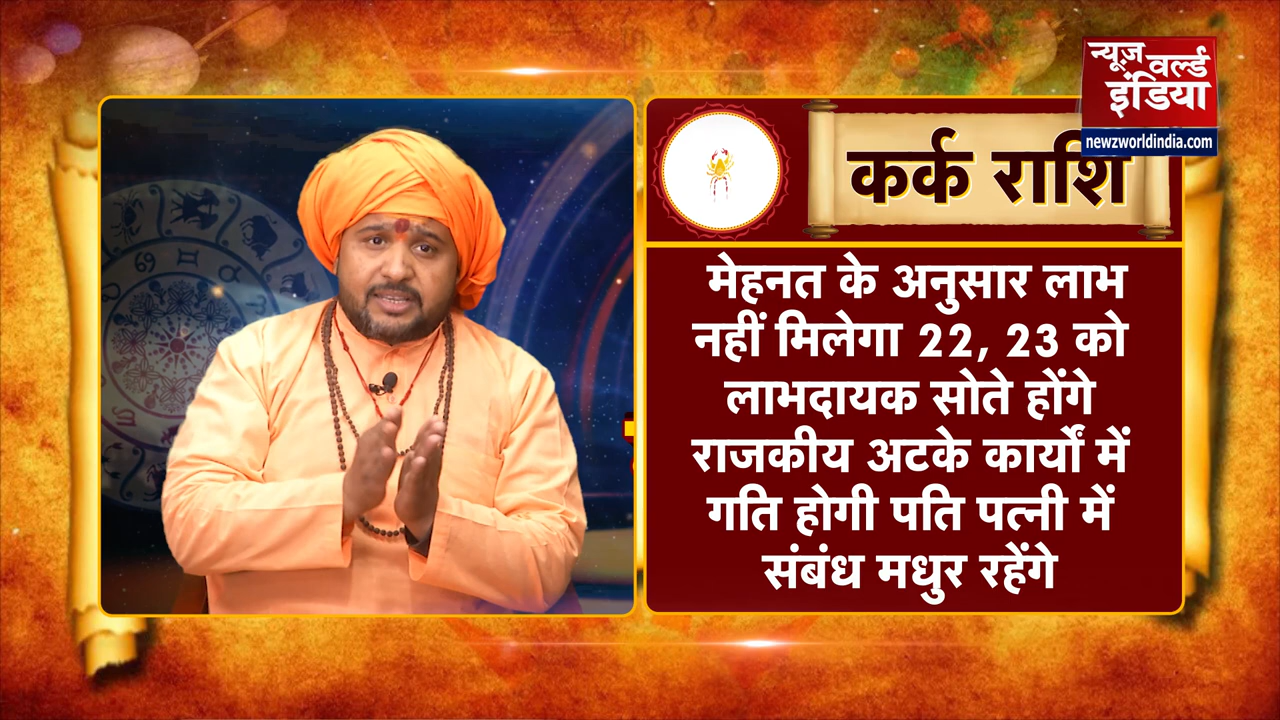 न्यूज़ वर्ल्ड
इंडिया
newzworldindia.com
कर्क राशि
मेहनत के अनुसार लाभ
नहीं मिलेगा 22, 23 को
लाभदायक सोते होंगे
राजकीय अटके कार्यों में
गति होगी पति पत्नी में
संबंध मधुर रहेंगे